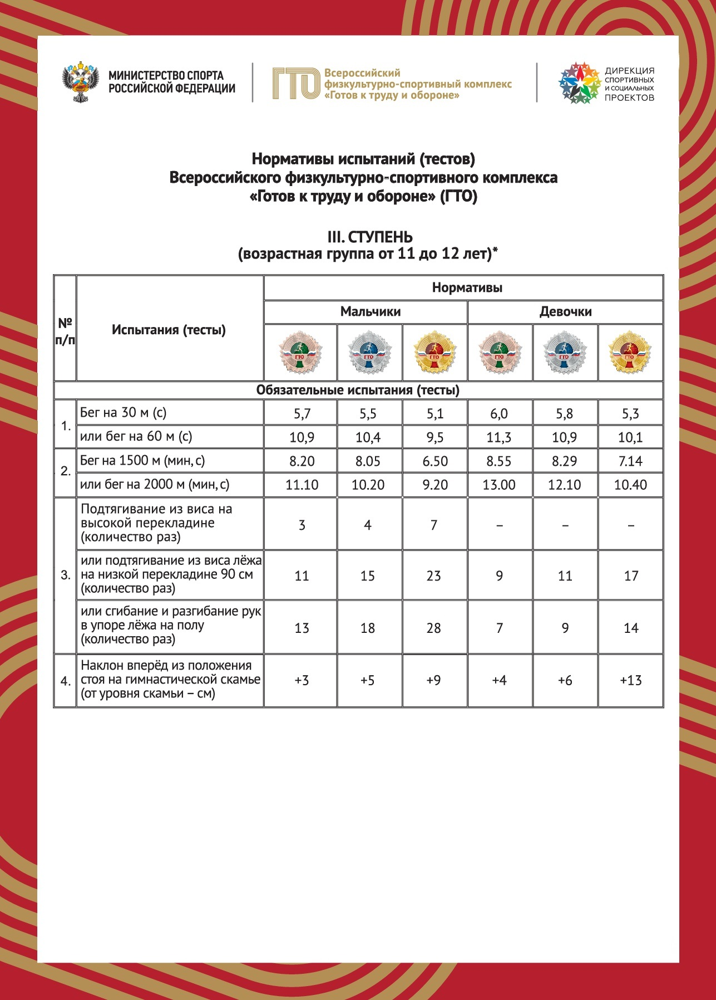 МИНИСТЕРСТВО СПОРТА
РОССИЙСКОЙ ФЕДЕРАЦИИ
ГТО
Всероссийский
физкультурно-спортивный комплекс
«Готов к труду и обороне»
ДИРЕКЦИЯ
СПОРТИВНЫХ
И СОЦИАЛЬНЫХ
ПРОЕКТОВ
Нормативы испытаний (тестов)
Всероссийского физкультурно-спортивного комплекса
«Готов к труду и обороне» (ГТО)
III. СТУПЕНЬ
(возрастная группа от 11 до 12 лет)*
№ п/п
Испытания (тесты)
Нормативы
Мальчики Девочки
ГТО ГТО ГТО ГТО ГТО ГТО
Обязательные испытания (тесты)
1. Бег на 30 м (с) 5,7 5,5 5,1 6,0 5,8 5,3
или бег на 60 м (с) 10,9 10,4 9,5 11,3 10,9 10,1
2. Бег на 1500 м (мин, с) 8.20 8.05 6.50 8.55 8.29 7.14
или бег на 2000 м (мин, с) 11.10 10.20 9.20 13.00 12.10 10.40
3. Подтягивание из виса на
высокой перекладине
(количество раз) 3 4 7 – – –
или подтягивание из виса лёжа
на низкой перекладине 90 см
(количество раз) 11 15 23 9 11 17
или сгибание и разгибание рук
в упоре лёжа на полу
(количество раз) 13 18 28 7 9 14
4. Наклон вперёд из положения
стоя на гимнастической скамье
(от уровня скамьи – см) +3 +5 +9 +4 +6 +13